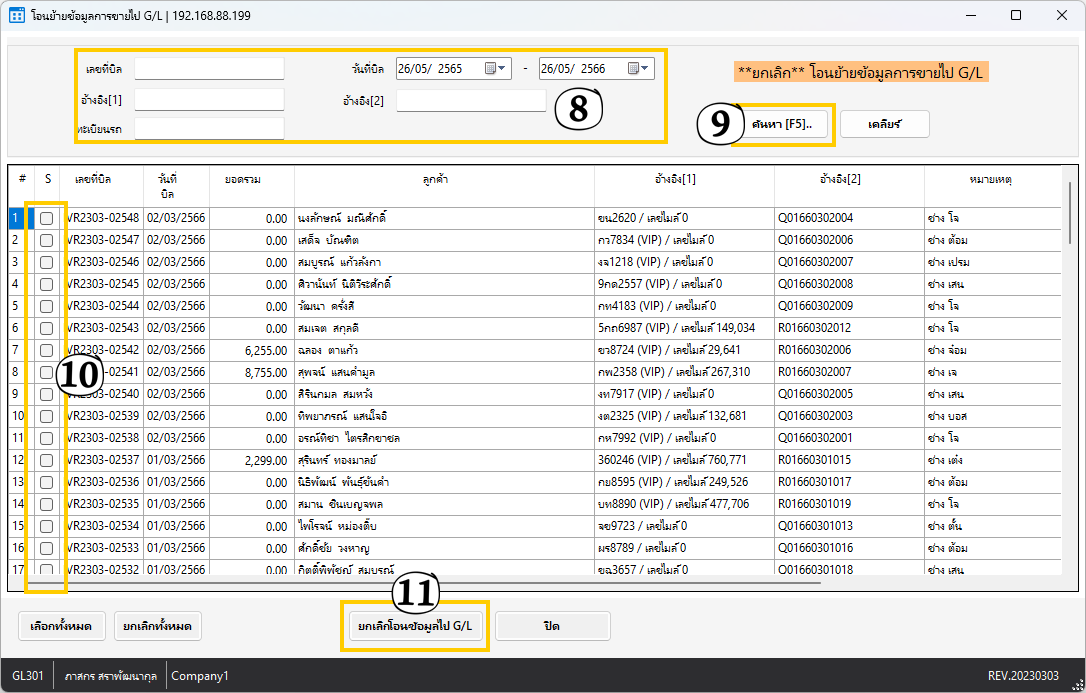 โอนย้ายข้อมูลการขายไป G/L | 192.168.88.199
เลขที่บิล วันที่บิล 26/05/ 2565 - 26/05/ 2566 **ยกเลิก** โอนย้ายข้อมูลการขายไป G/L
อ้างอิง[1] อ้างอิง[2] 8
ทะเบียนรถ 9 ค้นหา [F5].. เคลียร์
# S เลขที่บิล วันที่บิล ยอดรวม ลูกค้า อ้างอิง[1] อ้างอิง[2] หมายเหตุ
1 VR2303-02548 02/03/2566 0.00 นงลักษณ์ มณีศักดิ์ ขน2620 / เลขไมล์ 0 Q01660302004 ช่าง โจ
2 VR2303-02547 02/03/2566 0.00 เสด็จ บัณฑิต กว7834 (VIP) / เลขไมล์ 0 Q01660302006 ช่าง ต้อม
3 VR2303-02546 02/03/2566 0.00 สมบูรณ์ แก้วลังกา งจ1218 (VIP) / เลขไมล์ 0 Q01660302007 ช่าง เปรม
4 VR2303-02545 02/03/2566 0.00 ศิวานันท์ นิติวีระศักดิ์ 9กด2557 (VIP) / เลขไมล์ 0 Q01660302008 ช่าง เสน
5 VR2303-02544 02/03/2566 0.00 วัฒนา ครั่งสี กท4183 (VIP) / เลขไมล์ 0 Q01660302009 ช่าง โจ
6 VR2303-02543 02/03/2566 0.00 สมเจต สกุลดี 5กถ6987 (VIP) / เลขไมล์ 149,034 R01660302012 ช่าง โจ
7 VR2303-02542 02/03/2566 6,255.00 ฉลอง ตาแก้ว ขว8724 (VIP) / เลขไมล์ 29,641 R01660302006 ช่าง จ่อม
8 10 02541 02/03/2566 8,755.00 สุพจน์ แสนคำมูล กพ2358 (VIP) / เลขไมล์ 267,310 R01660302007 ช่าง เจ
9 VR2303-02540 02/03/2566 0.00 สิรินกมล สมหวัง งท7917 (VIP) / เลขไมล์ 0 Q01660302005 ช่าง เสน
10 VR2303-02539 02/03/2566 0.00 ทิพยาภรณ์ แสนใจอิ งต2325 (VIP) / เลขไมล์ 132,681 Q01660302003 ช่าง บอส
11 VR2303-02538 02/03/2566 0.00 อรณ์ทิชา ไตรสิกขาชล กห7992 (VIP) / เลขไมล์ 0 Q01660302001 ช่าง โจ
12 VR2303-02537 01/03/2566 2,299.00 สุรินทร์ ทองมาลย์ 360246 (VIP) / เลขไมล์ 760,771 R01660301015 ช่าง เต๋ง
13 VR2303-02536 01/03/2566 0.00 นิธิพัฒน์ พันธุ์ขันคำ กย8595 (VIP) / เลขไมล์ 249,526 R01660301017 ช่าง ต้อม
14 VR2303-02535 01/03/2566 0.00 สมาน ชินเบญจพล บท8890 (VIP) / เลขไมล์ 477,706 R01660301019 ช่าง โจ
15 VR2303-02534 01/03/2566 0.00 ไพโรจน์ หม่องติ๊บ จซ9723 / เลขไมล์ 0 Q01660301013 ช่าง ตั้น
16 VR2303-02533 01/03/2566 0.00 ศักดิ์ชัย วงหาญ ผร8789 / เลขไมล์ 0 Q01660301016 ช่าง ต้อม
17 VR2303-02532 01/03/2566 0.00 กิตติ์พิพัชญ์ สมบูรณ์ ขฉ3657 / เลขไมล์ 0 Q01660301018 ช่าง เสน
11
เลือกทั้งหมด ยกเลิกทั้งหมด ยกเลิกโอนข้อมูลไป G/L ปิด
GL301 ภาสกร สราพัฒนากุล Company1 REV.20230303